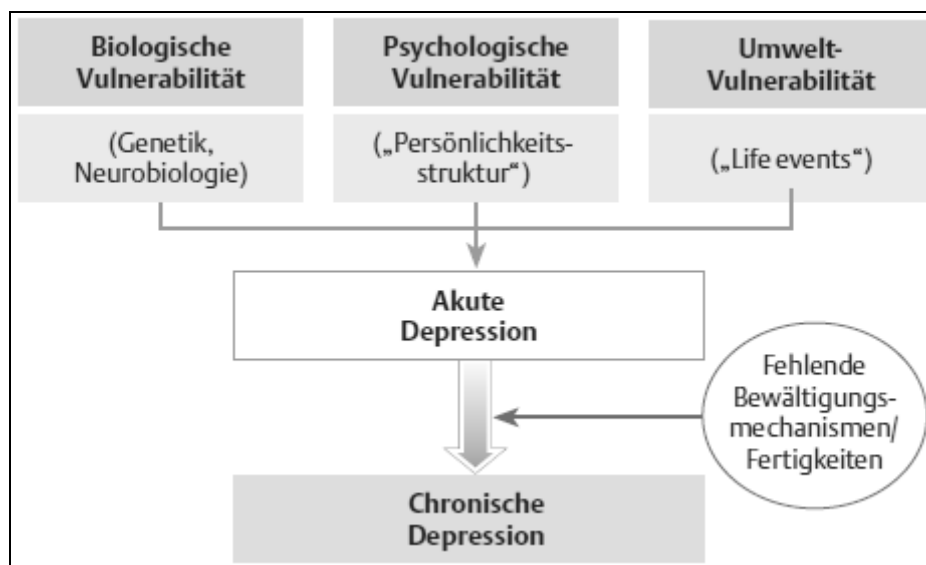 Biologische
Vulnerabilität
(Genetik,
Neurobiologie)
Psychologische
Vulnerabilität
(„Persönlichkeits-
struktur“)
Umwelt-
Vulnerabilität
(„Life events“)
Akute
Depression
Fehlende
Bewältigungs-
mechanismen/
Fertigkeiten
Chronische
Depression